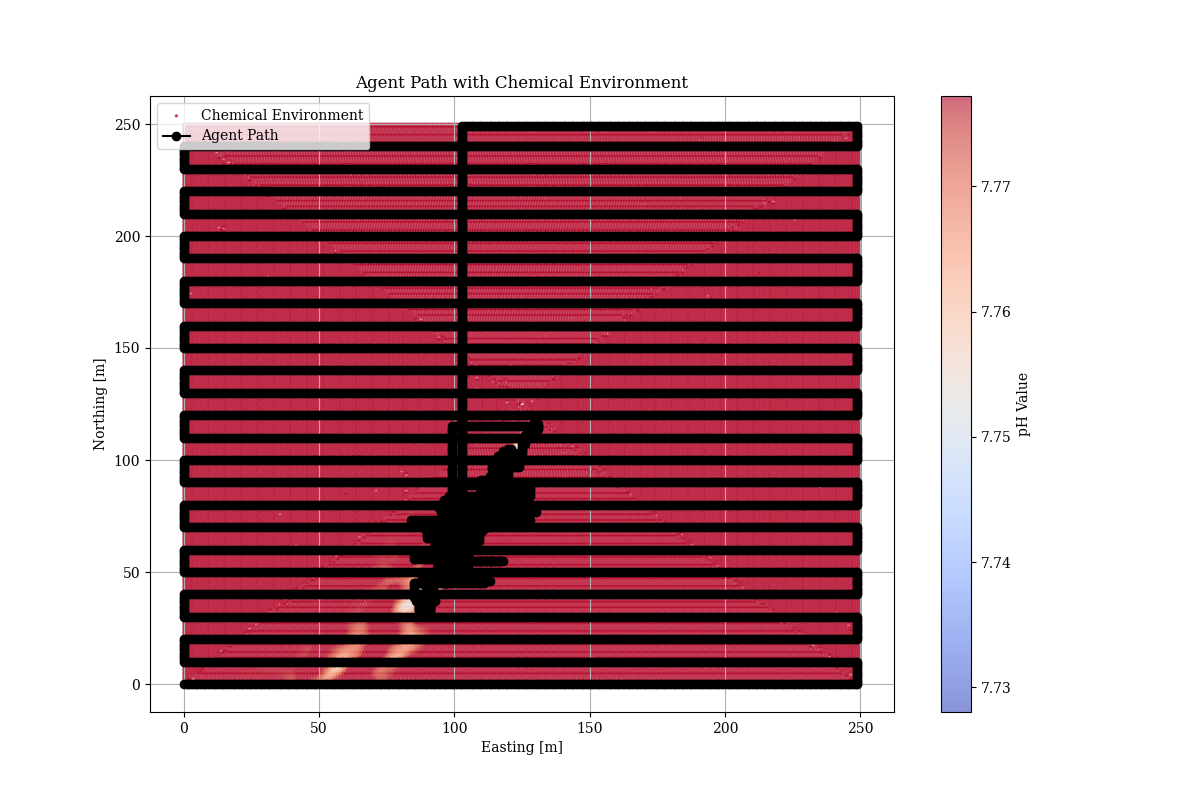 Agent Path with Chemical Environment
Chemical Environment
Agent Path
250
200
150
100
50
0
Northing [m]
0 50 100 150 200 250
Easting [m]
7.77
7.76
7.75
7.74
7.73
pH Value